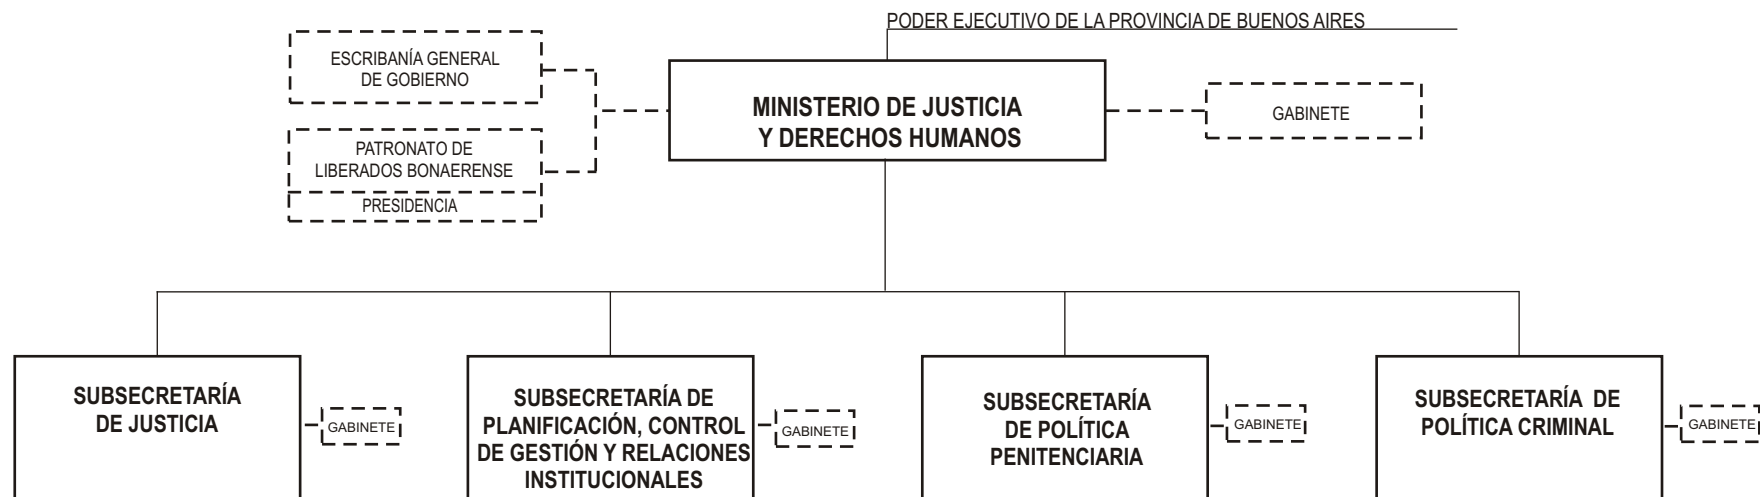 PODER EJECUTIVO DE LA PROVINCIA DE BUENOS AIRES
ESCRIBANÍA GENERAL
DE GOBIERNO
MINISTERIO DE JUSTICIA
Y DERECHOS HUMANOS
GABINETE
PATRONATO DE
LIBERADOS BONAERENSE
PRESIDENCIA
SUBSECRETARÍA
DE JUSTICIA
GABINETE
SUBSECRETARÍA DE
PLANIFICACIÓN, CONTROL
DE GESTIÓN Y RELACIONES
INSTITUCIONALES
GABINETE
SUBSECRETARÍA
DE POLÍTICA
PENITENCIARIA
GABINETE
SUBSECRETARÍA DE
POLÍTICA CRIMINAL
GABINETE